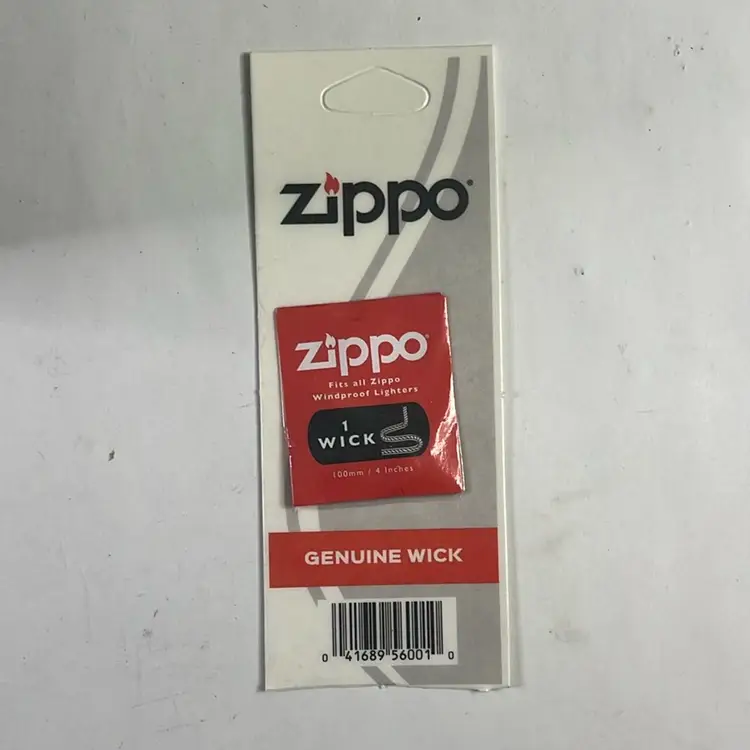 zippo
zippo
Fits all Zippo
Windproof Lighters
1
WICK
100mm / 4 Inches
GENUINE WICK
0 41689 56001 0